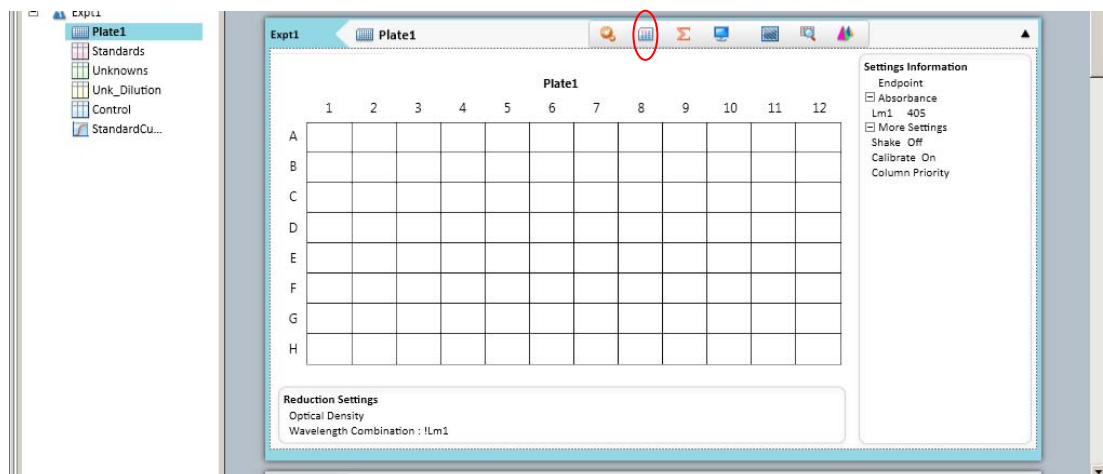 Expt1
Plate1
Standards
Unknowns
Unk_Dilution
Control
StandardCu...
Expt1
Plate1
Plate1
1 2 3 4 5 6 7 8 9 10 11 12
A
B
C
D
E
F
G
H
Reduction Settings
Optical Density
Wavelength Combination : !Lm1
Settings Information
Endpoint
Absorbance
Lm1 405
More Settings
Shake Off
Calibrate On
Column Priority